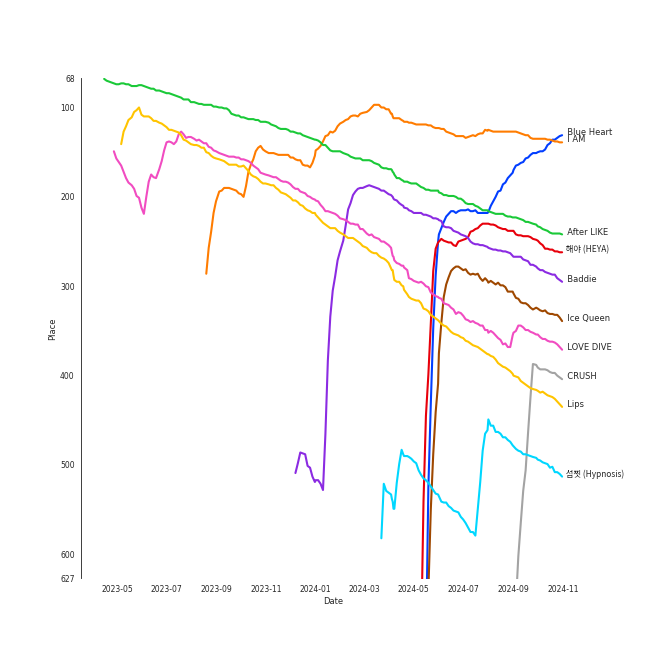 68
100
200
300
400
500
600
627
Place
2023-05
2023-07
2023-09
2023-11
2024-01
2024-03
2024-05
2024-07
2024-09
2024-11
Date
Blue Heart
I AM
After LIKE
해야 (HEYA)
Baddie
Ice Queen
LOVE DIVE
CRUSH
Lips
섬찟 (Hypnosis)